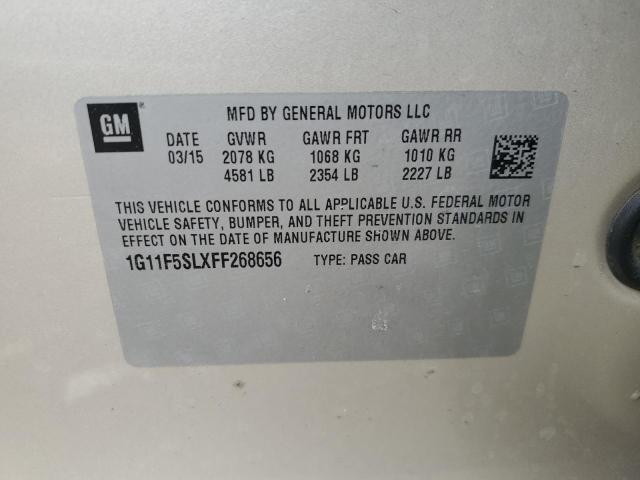 GM
MFD BY GENERAL MOTORS LLC
DATE GVWR GAWR FRT GAWR RR
03/15 2078 KG 1068 KG 1010 KG
4581 LB 2354 LB 2227 LB
THIS VEHICLE CONFORMS TO ALL APPLICABLE U.S. FEDERAL MOTOR
VEHICLE SAFETY, BUMPER, AND THEFT PREVENTION STANDARDS IN
EFFECT ON THE DATE OF MANUFACTURE SHOWN ABOVE.
1G11F5SLXFF268656 TYPE: PASS CAR